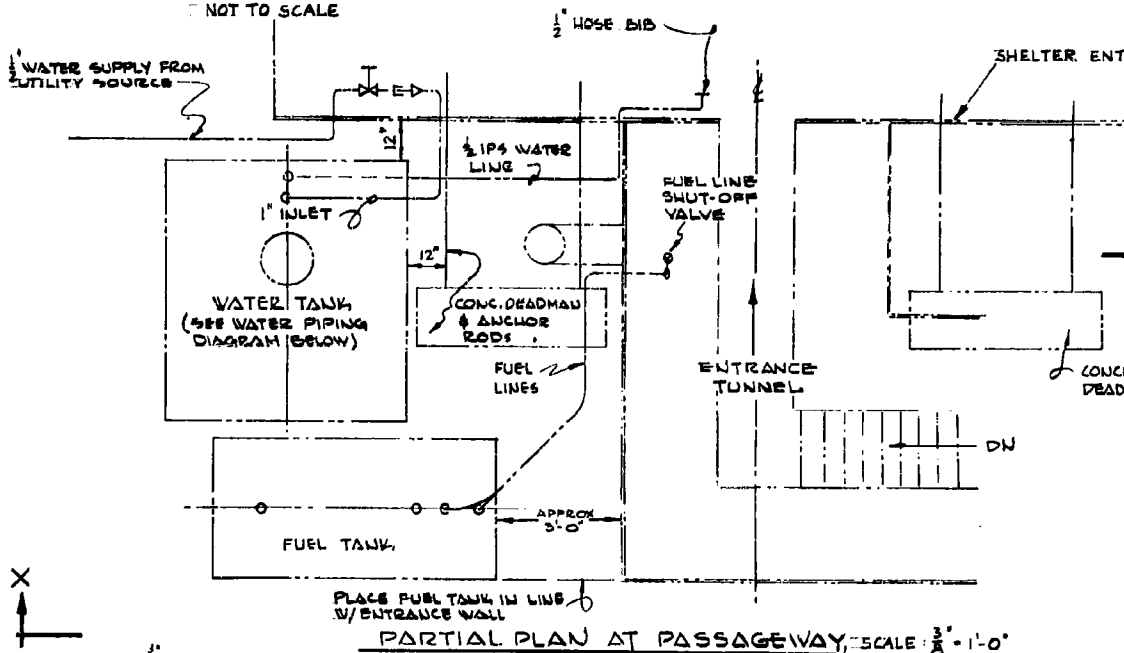 NOT TO SCALE
1/2" HOSE BIB
SHELTER ENT
WATER SUPPLY FROM
UTILITY SOURCE
12"
1/2 IPS WATER
LINE
FUEL LINE
SHUT-OFF
VALVE
1" INLET
12"
WATER TANK
(SEE WATER PIPING
DIAGRAM BELOW)
CONC. DEADMAN
& ANCHOR
RODS
FUEL
LINES
ENTRANCE
TUNNEL
CONC
DEAD
DN
APPROX
3'-0"
FUEL TANK
X
PLACE FUEL TANK IN LINE
W/ ENTRANCE WALL
PARTIAL PLAN AT PASSAGEWAY, SCALE: 3/8" = 1'-0"
3"